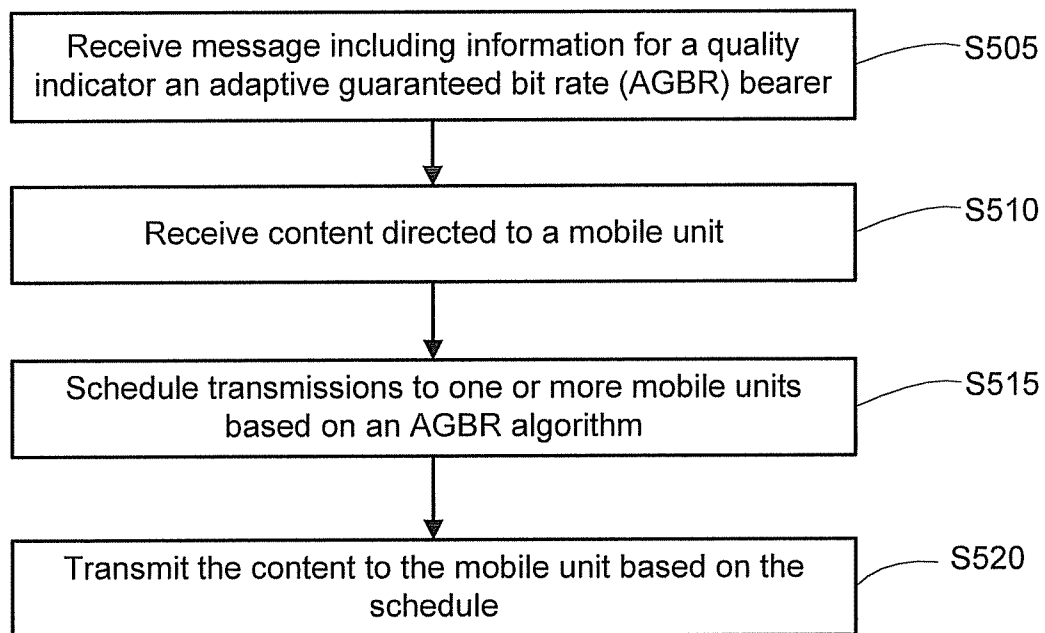 Receive message including information for a quality
indicator an adaptive guaranteed bit rate (AGBR) bearer
S505
Receive content directed to a mobile unit
S510
Schedule transmissions to one or more mobile units
based on an AGBR algorithm
S515
Transmit the content to the mobile unit based on the
schedule
S520